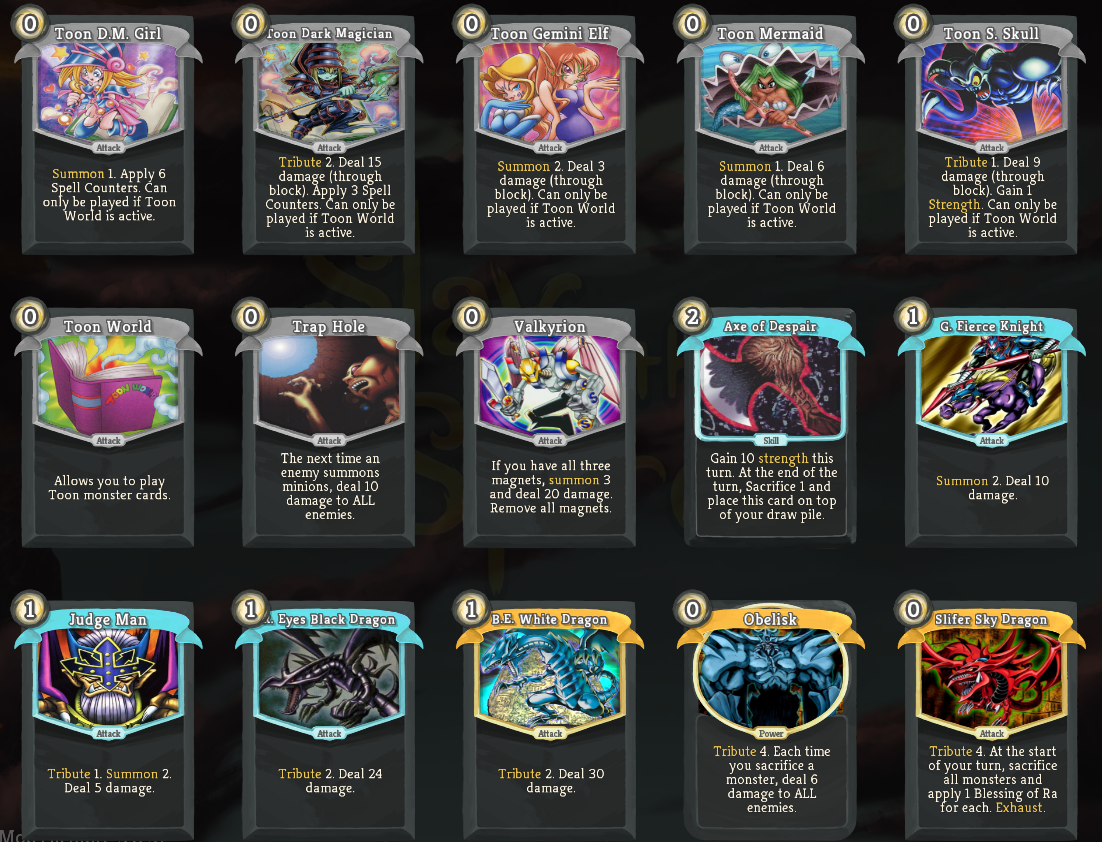 0
Toon D.M. Girl
Attack
Summon 1. Apply 6
Spell Counters. Can
only be played if Toon
World is active.
0
Toon Dark Magician
Attack
Tribute 2. Deal 15
damage (through
block). Apply 3 Spell
Counters. Can only be
played if Toon World
is active.
0
Toon Gemini Elf
Attack
Summon 2. Deal 3
damage (through
block). Can only be
played if Toon World
is active.
0
Toon Mermaid
Attack
Summon 1. Deal 6
damage (through
block). Can only be
played if Toon World
is active.
0
Toon S. Skull
Attack
Tribute 1. Deal 9
damage (through
block). Gain 1
Strength. Can only be
played if Toon World
is active.
0
Toon World
Attack
Allows you to play
Toon monster cards.
0
Trap Hole
Attack
The next time an
enemy summons
minions, deal 10
damage to ALL
enemies.
0
Valkyrion
Attack
If you have all three
magnets, summon 3
and deal 20 damage.
Remove all magnets.
2
Axe of Despair
Skill
Gain 10 strength this
turn. At the end of the
turn, Sacrifice 1 and
place this card on top
of your draw pile.
1
G. Fierce Knight
Attack
Summon 2. Deal 10
damage.
1
Judge Man
Attack
Tribute 1. Summon 2.
Deal 5 damage.
1
Eyes Black Dragon
Attack
Tribute 2. Deal 24
damage.
1
B.E. White Dragon
Attack
Tribute 2. Deal 30
damage.
0
Obelisk
Power
Tribute 4. Each time
you sacrifice a
monster, deal 6
damage to ALL
enemies.
0
Slifer Sky Dragon
Attack
Tribute 4. At the start
of your turn, sacrifice
all monsters and
apply 1 Blessing of Ra
for each. Exhaust.